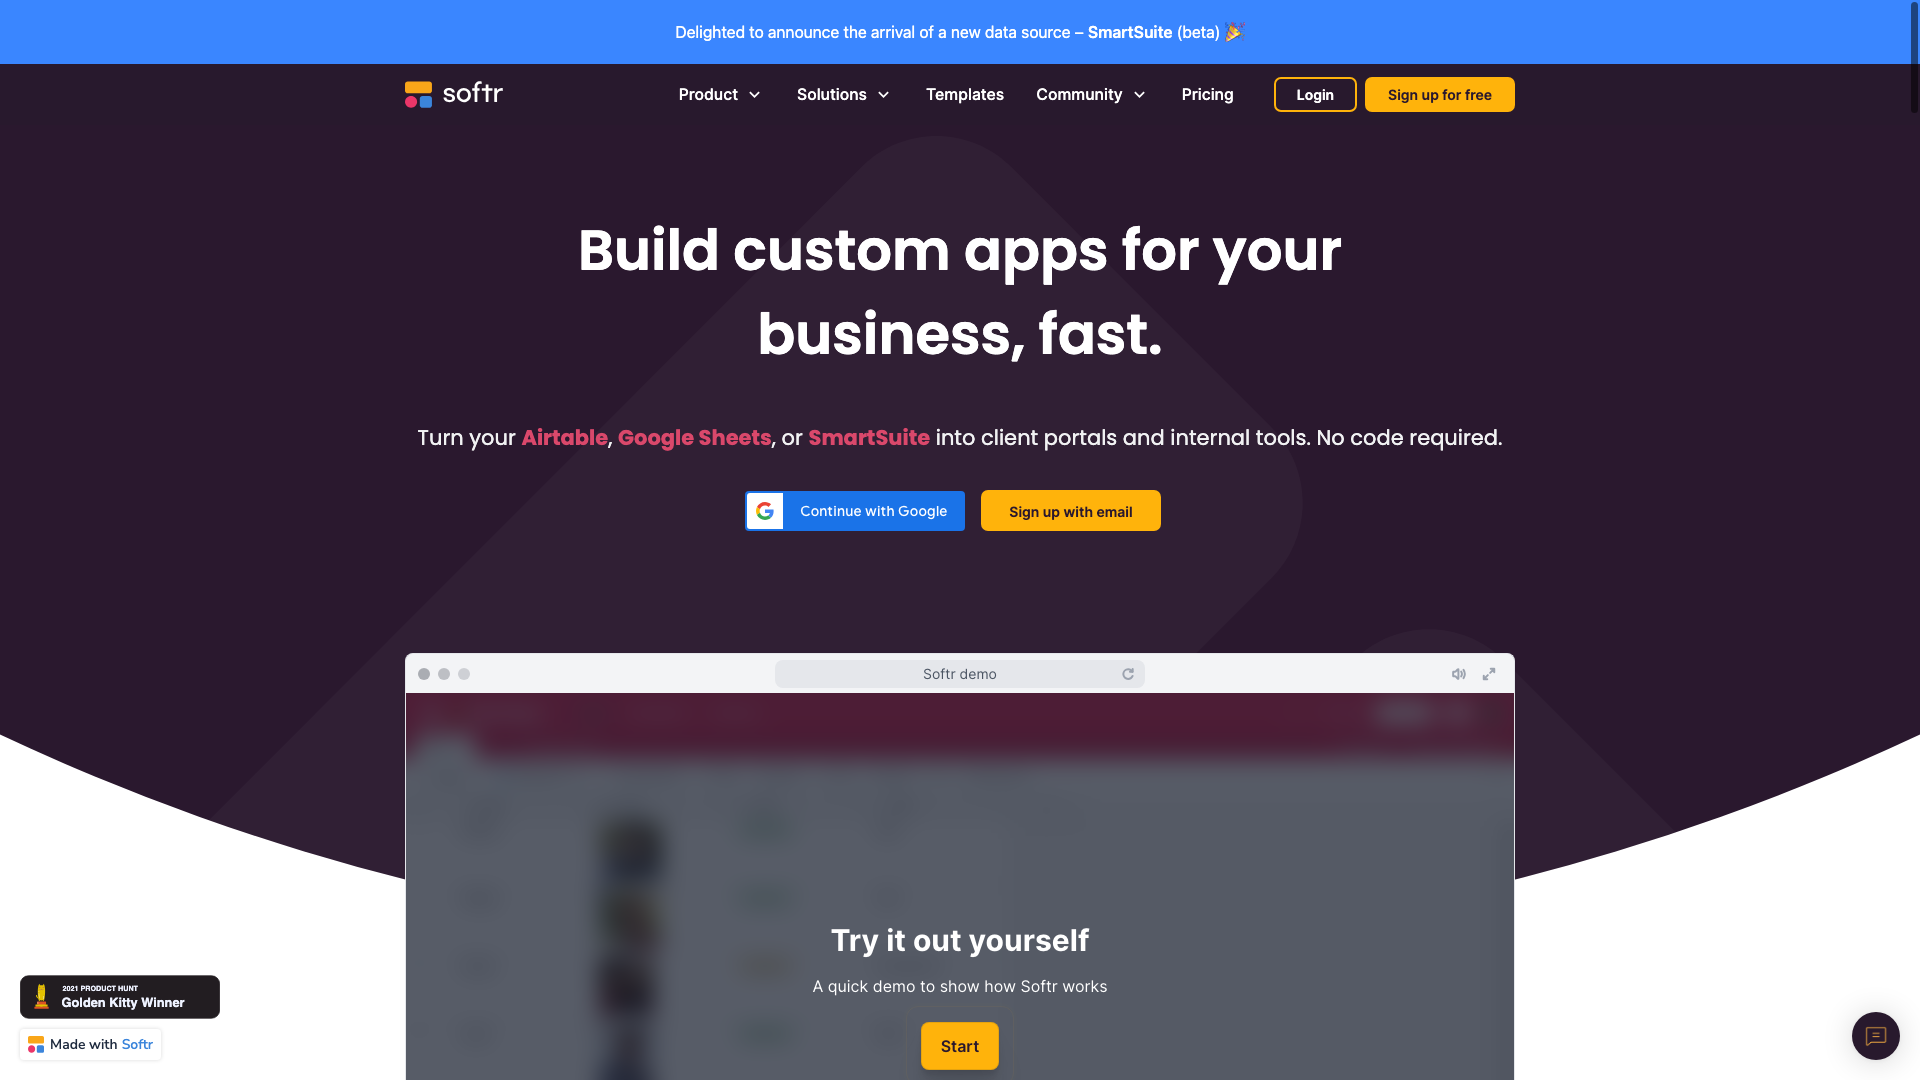 Delighted to announce the arrival of a new data source – SmartSuite (beta) 🎉
softr
Product
Solutions
Templates
Community
Pricing
Login
Sign up for free
Build custom apps for your
business, fast.
Turn your Airtable, Google Sheets, or SmartSuite into client portals and internal tools. No code required.
Continue with Google
Sign up with email
Softr demo
Try it out yourself
A quick demo to show how Softr works
Start
2021 PRODUCT HUNT
Golden Kitty Winner
Made with Softr